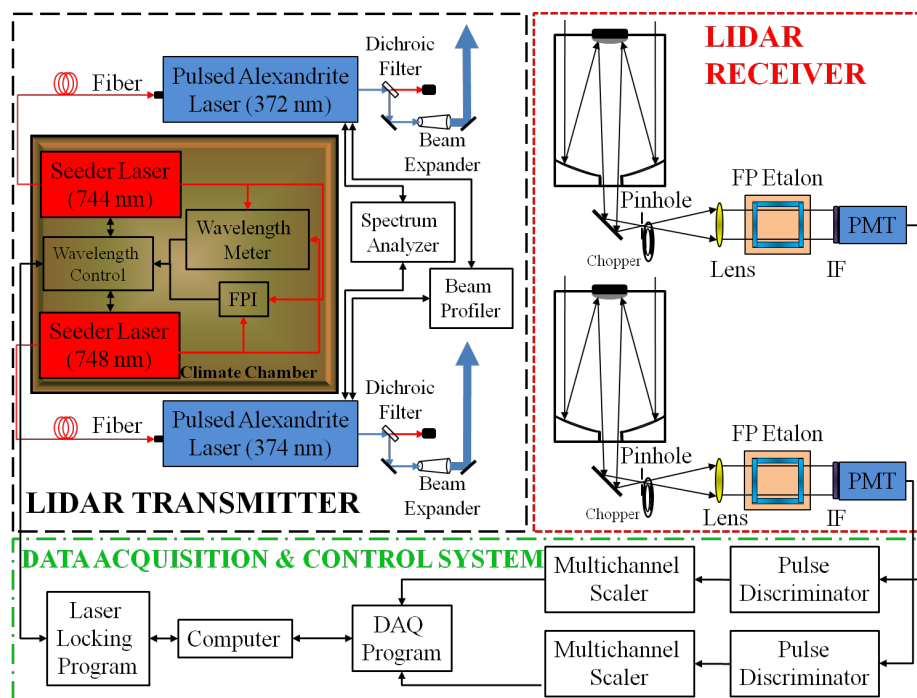 Fiber
Pulsed Alexandrite
Laser (372 nm)
Dichroic
Filter
Beam
Expander
Seeder Laser
(744 nm)
Wavelength
Meter
Wavelength
Control
FPI
Seeder Laser
(748 nm)
Climate Chamber
Spectrum
Analyzer
Beam
Profiler
Fiber
Pulsed Alexandrite
Laser (374 nm)
Dichroic
Filter
Beam
Expander
LIDAR TRANSMITTER
LIDAR
RECEIVER
Pinhole
Chopper
Lens
FP Etalon
IF
PMT
Pinhole
Chopper
Lens
FP Etalon
IF
PMT
DATA ACQUISITION & CONTROL SYSTEM
Laser
Locking
Program
Computer
DAQ
Program
Multichannel
Scaler
Pulse
Discriminator
Multichannel
Scaler
Pulse
Discriminator